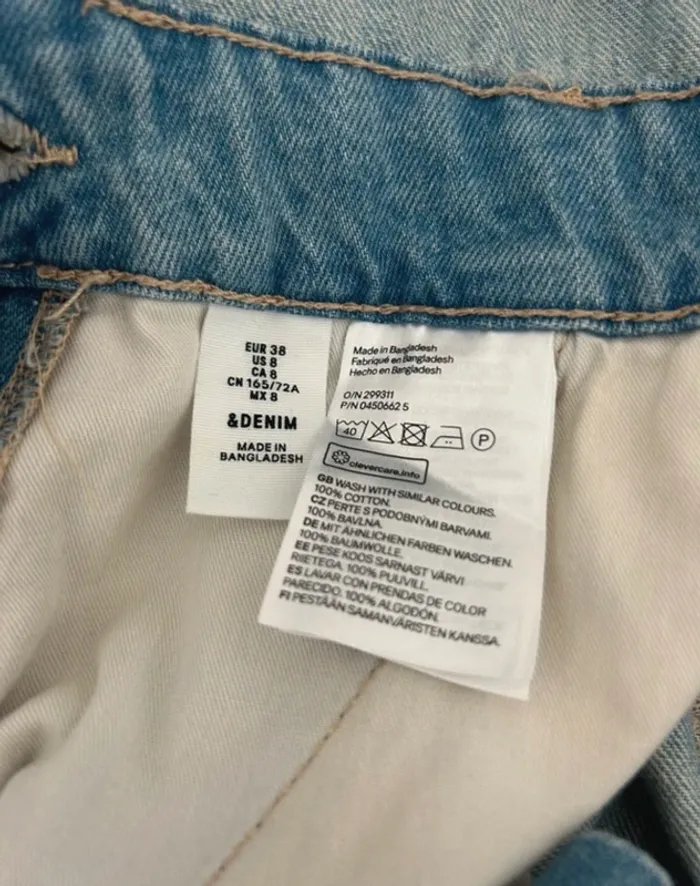 EUR 38
US 8
CA 8
CN 165/72A
MX 8
&DENIM
MADE IN
BANGLADESH
Made in Bangladesh
Fabriqué en Bangladesh
Hecho en Bangladesh
O/N 299311
P/N 0450662 5
40
P
clevercare.info
GB WASH WITH SIMILAR COLOURS.
100% COTTON.
CZ PERTE S PODOBNÝMI BARVAMI.
100% BAVLNA.
DE MIT ÄHNLICHEN FARBEN WASCHEN.
100% BAUMWOLLE.
EE PESE KOOS SARNAST VÄRVI
RIIETEGA. 100% PUUVILL.
ES LAVAR CON PRENDAS DE COLOR
PARECIDO. 100% ALGODÓN.
FI PESTÄÄN SAMANVÄRISTEN KANSSA.